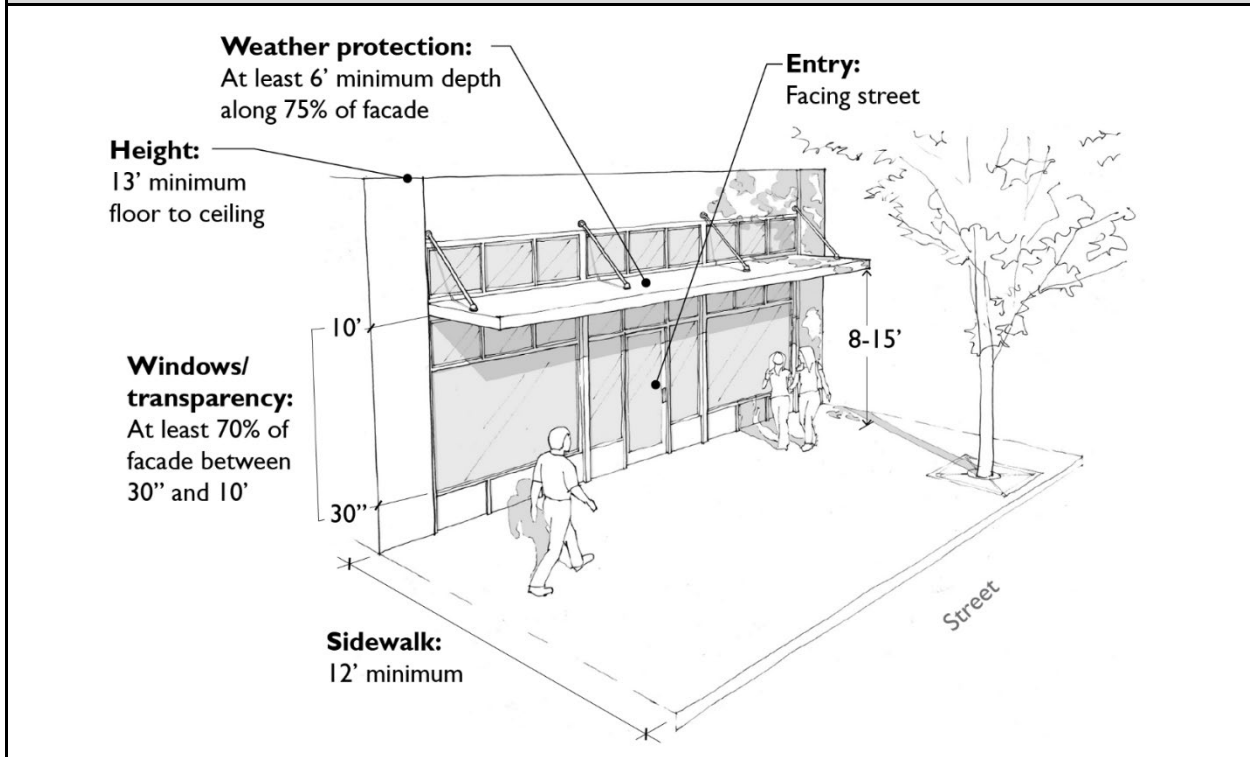 Weather protection:
At least 6’ minimum depth
along 75% of facade
Entry:
Facing street
Height:
13’ minimum
floor to ceiling
10’
8-15’
Windows/
transparency:
At least 70% of
facade between
30” and 10’
30”
Sidewalk:
12’ minimum
Street